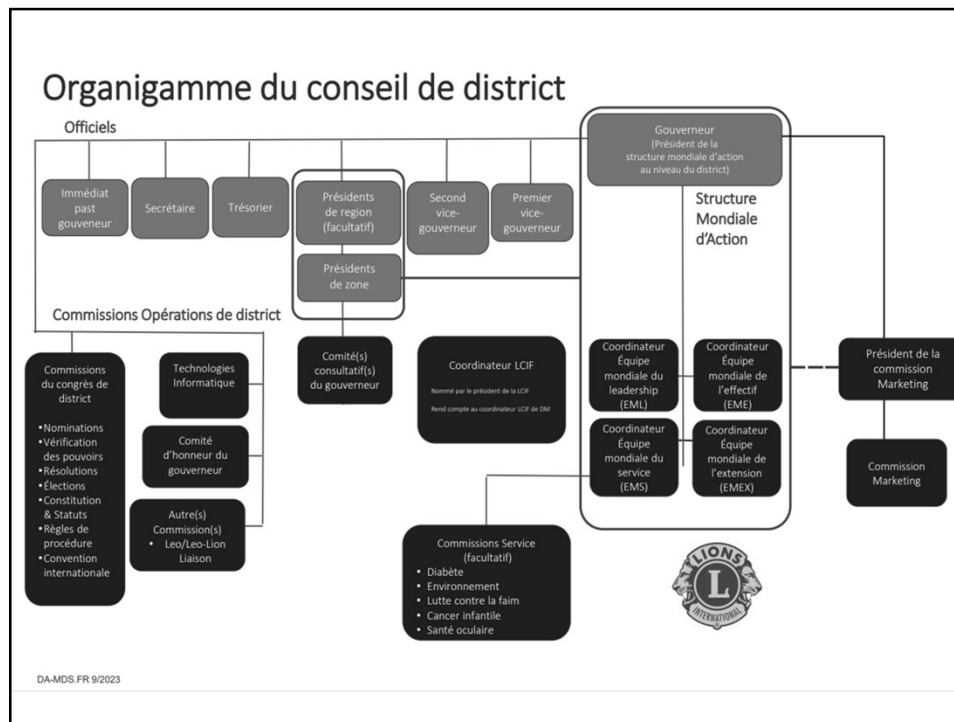 Organigamme du conseil de district
Officiels
Gouverneur
(Président de la
structure mondiale d'action
au niveau du district)
Immédiat
past
gouveneur
Secrétaire
Trésorier
Présidents
de region
(facultatif)
Second
vice-
gouverneur
Premier
vice-
gouverneur
Structure
Mondiale
d'Action
Présidents
de zone
Commissions Opérations de district
Commissions
du congrès de
district
• Nominations
• Vérification
des pouvoirs
• Résolutions
• Élections
• Constitution
& Statuts
• Règles de
procédure
• Convention
internationale
Technologies
Informatique
Comité
d'honneur du
gouverneur
Autre(s)
Commission(s)
• Leo/Leo-Lion
Liaison
Comité(s)
consultatif(s)
du gouverneur
Coordinateur LCIF
Nommé par le président de la LCIF
Rend compte au coordinateur LCIF de DM
Coordinateur
Équipe
mondiale du
leadership
(EML)
Coordinateur
Équipe
mondiale de
l'effectif
(EME)
Coordinateur
Équipe
mondiale du
service
(EMS)
Coordinateur
Équipe
mondiale de
l'extension
(EMEX)
Président de la
commission
Marketing
Commission
Marketing
Commissions Service
(facultatif)
• Diabète
• Environnement
• Lutte contre la faim
• Cancer infantile
• Santé oculaire
LIONS
L
INTERNATIONAL
DA-MDS.FR 9/2023